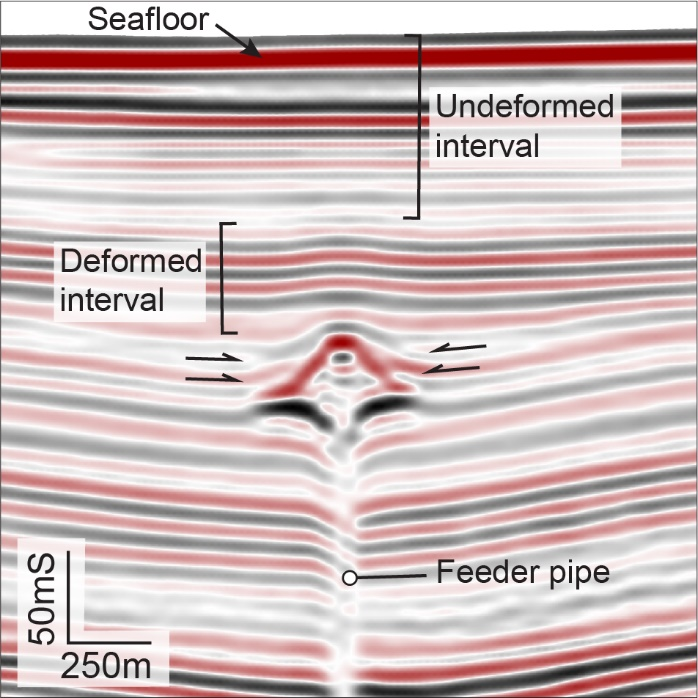 Seafloor
Undeformed
interval
Deformed
interval
Feeder pipe
50mS
250m